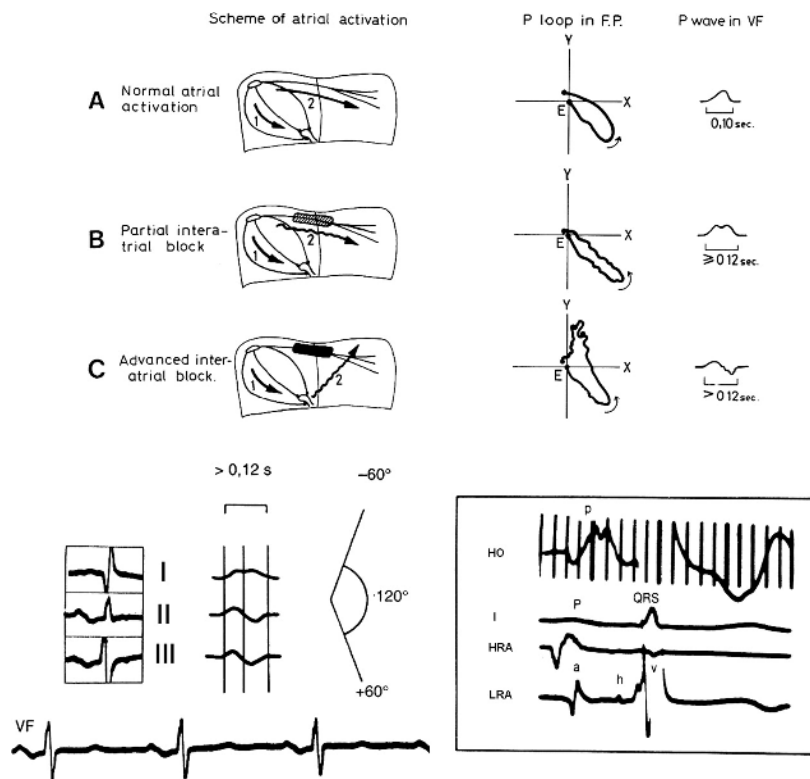 Scheme of atrial activation
P loop in F.P.
P wave in VF
A Normal atrial
activation
1
2
Y
X
E
0,10 sec.
B Partial intera-
trial block
1
2
Y
X
E
≥ 0 12 sec.
C Advanced inter-
atrial block.
1
2
Y
X
E
> 0 12 sec.
> 0,12 s
−60°
I
II
III
120°
+60°
VF
p
HO
I
P
QRS
HRA
a
h
v
LRA